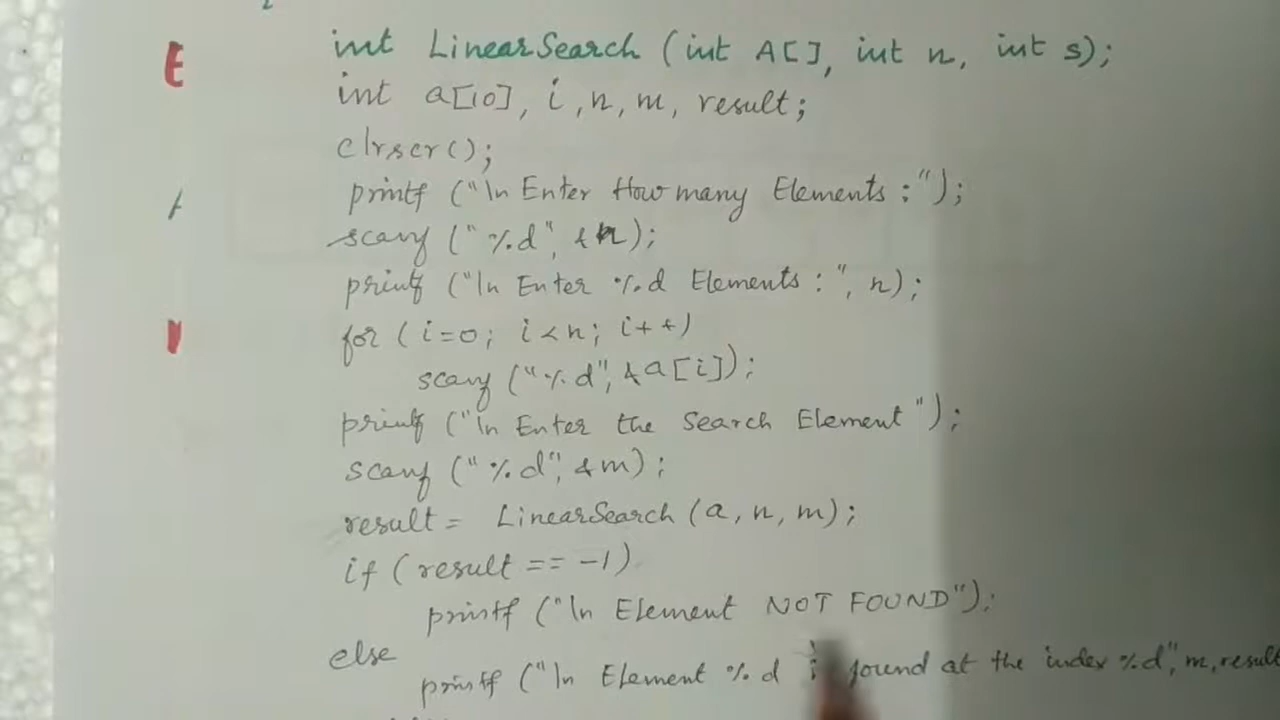 int LinearSearch (int A[], int n, int s);
int a[10], i, n, m, result;
clrscr();
printf ("\n Enter How many Elements :");
scanf ("%d", &n);
printf ("\n Enter %d Elements :", n);
for (i=0; i<n; i++)
scanf ("%d", &a[i]);
printf ("\n Enter the Search Element");
scanf ("%d", &m);
result = LinearSearch (a, n, m);
if (result == -1)
printf ("\n Element NOT FOUND");
else
printf ("\n Element %d found at the index %d", m, result